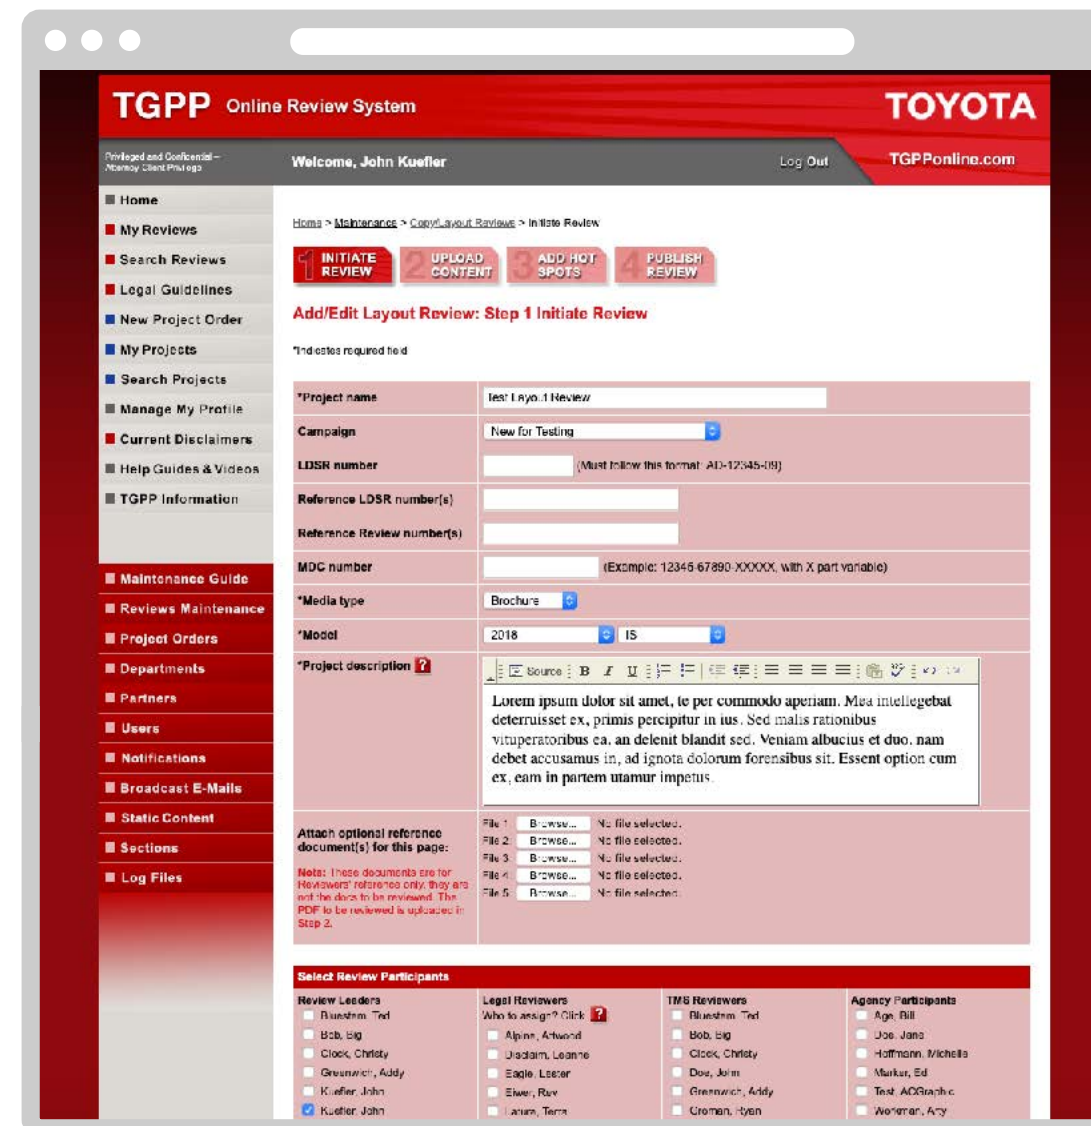 TGPP Online Review System
TOYOTA
Privileged and Confidential –
Attorney Client Privilege
Welcome, John Kuefler
Log Out
TGPPonline.com
Home
My Reviews
Search Reviews
Legal Guidelines
New Project Order
My Projects
Search Projects
Manage My Profile
Current Disclaimers
Help Guides & Videos
TGPP Information
Maintenance Guide
Reviews Maintenance
Project Orders
Departments
Partners
Users
Notifications
Broadcast E-Mails
Static Content
Sections
Log Files
Home > Maintenance > Copy/Layout Reviews > Initiate Review
1 INITIATE REVIEW
2 UPLOAD CONTENT
3 ADD HOT SPOTS
4 PUBLISH REVIEW
Add/Edit Layout Review: Step 1 Initiate Review
*Indicates required field
*Project name
Test Layout Review
Campaign
New for Testing
LDSR number
(Must follow this format: AD-12345-09)
Reference LDSR number(s)
Reference Review number(s)
MDC number
(Example: 12345-67890-XXXXX, with X part variable)
*Media type
Brochure
*Model
2018
IS
*Project description ?
Source B I U
Lorem ipsum dolor sit amet, te per commodo aperiam. Mea intellegebat
deterruisset ex, primis percipitur in ius. Sed malis rationibus
vituperatoribus ea, an delenit blandit sed. Veniam albucius et duo, nam
debet accusamus in, ad ignota dolorum forensibus sit. Essent option cum
ex, eam in partem utamur impetus.
Attach optional reference
document(s) for this page:
Note: These documents are for
Reviewers' reference only, they are
not the docs to be reviewed. The
PDF to be reviewed is uploaded in
Step 2.
File 1: Browse... No file selected.
File 2: Browse... No file selected.
File 3: Browse... No file selected.
File 4: Browse... No file selected.
File 5: Browse... No file selected.
Select Review Participants
Review Leaders
Bluestem, Ted
Bob, Big
Clock, Christy
Greenwich, Addy
Kuefler, John
Kuefler, John
Legal Reviewers
Who to assign? Click ?
Alpine, Attwood
Disclaim, Leanne
Eagle, Lester
Eiwer, Rev
Latura, Terra
TMS Reviewers
Bluestem, Ted
Bob, Big
Clock, Christy
Doe, John
Greenwich, Addy
Groman, Ryan
Agency Participants
Age, Bill
Doe, Jane
Hoffmann, Michelle
Marker, Ed
Test, ACGraphic
Workman, Arty